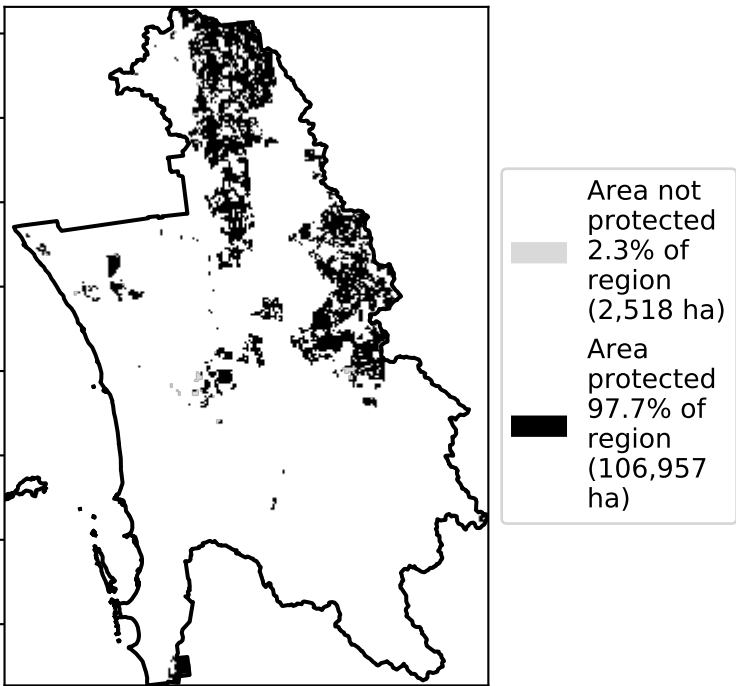 Area not
protected
2.3% of
region
(2,518 ha)
Area
protected
97.7% of
region
(106,957
ha)